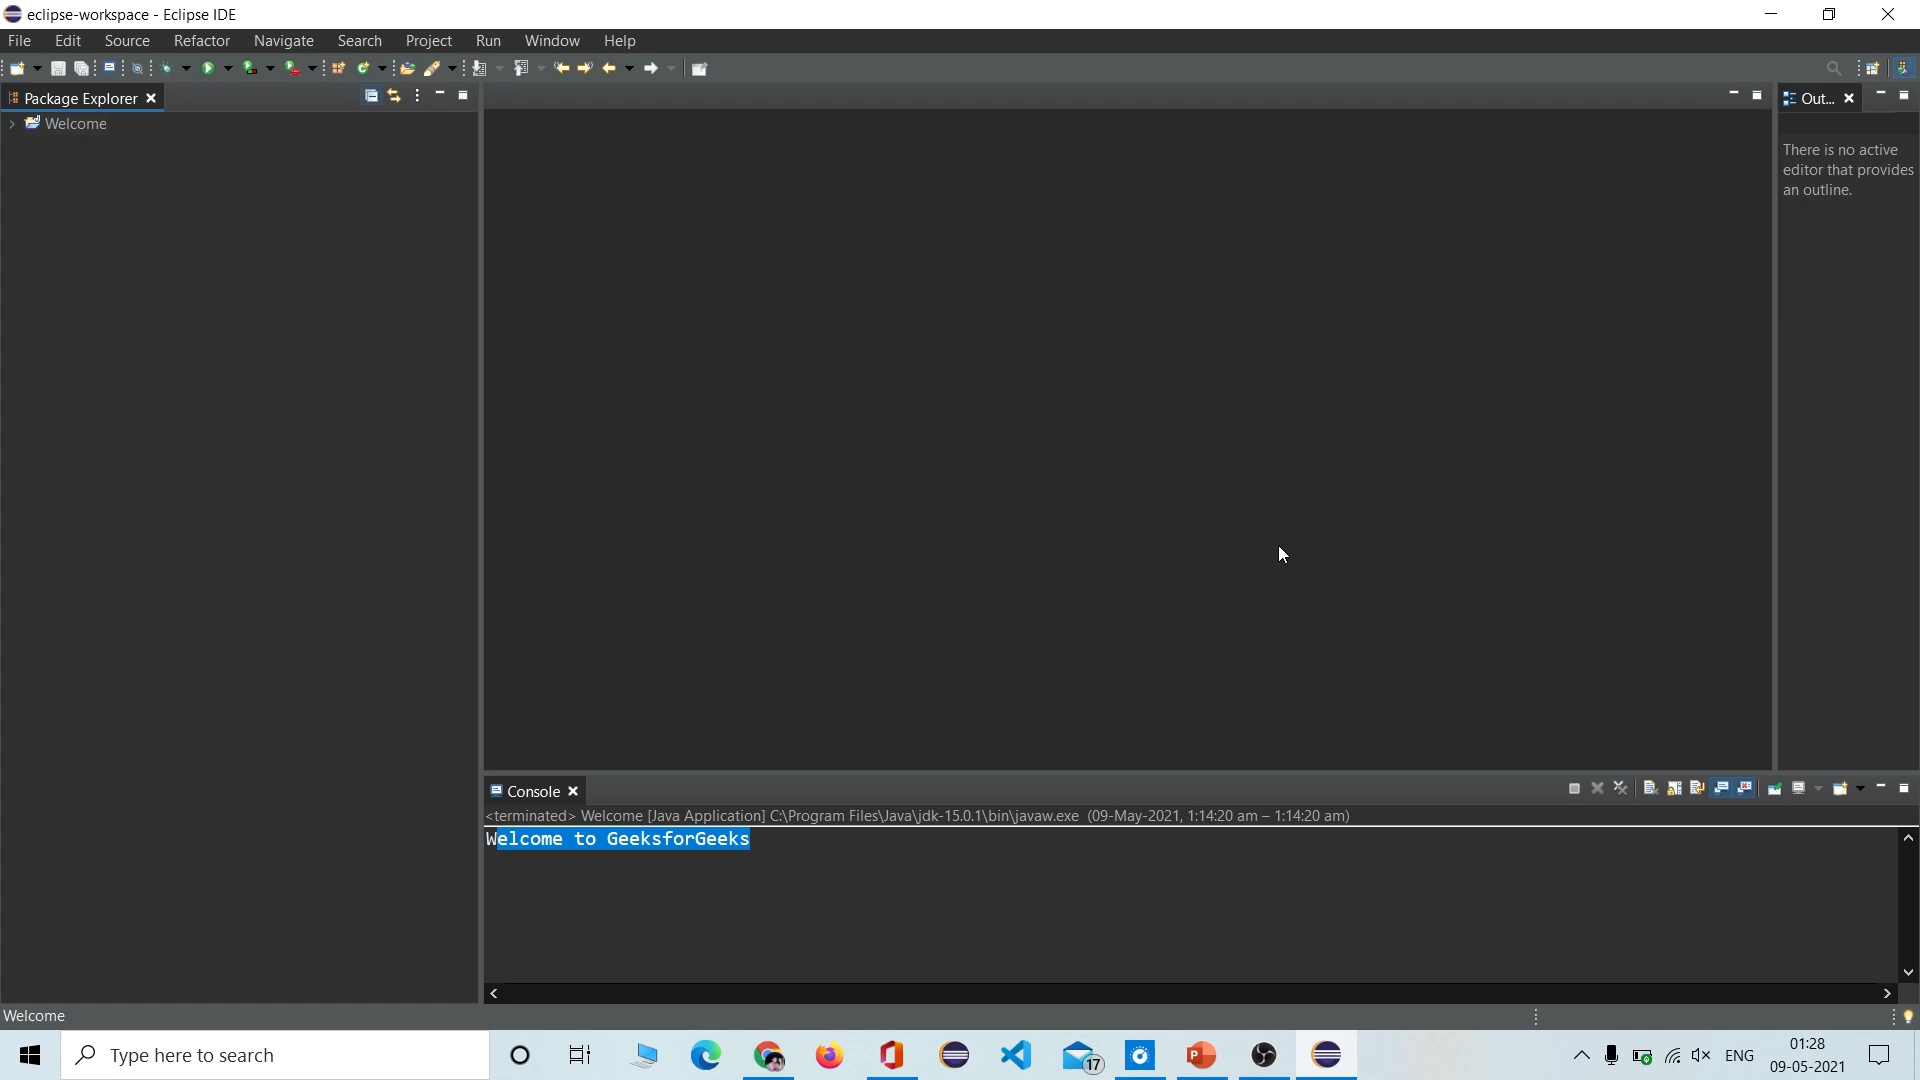 eclipse-workspace - Eclipse IDE
File Edit Source Refactor Navigate Search Project Run Window Help
Package Explorer
Welcome
Out...
There is no active
editor that provides
an outline.
Console
<terminated> Welcome [Java Application] C:\Program Files\Java\jdk-15.0.1\bin\javaw.exe (09-May-2021, 1:14:20 am – 1:14:20 am)
Welcome to GeeksforGeeks
Welcome
Type here to search
17
ENG
01:28
09-05-2021